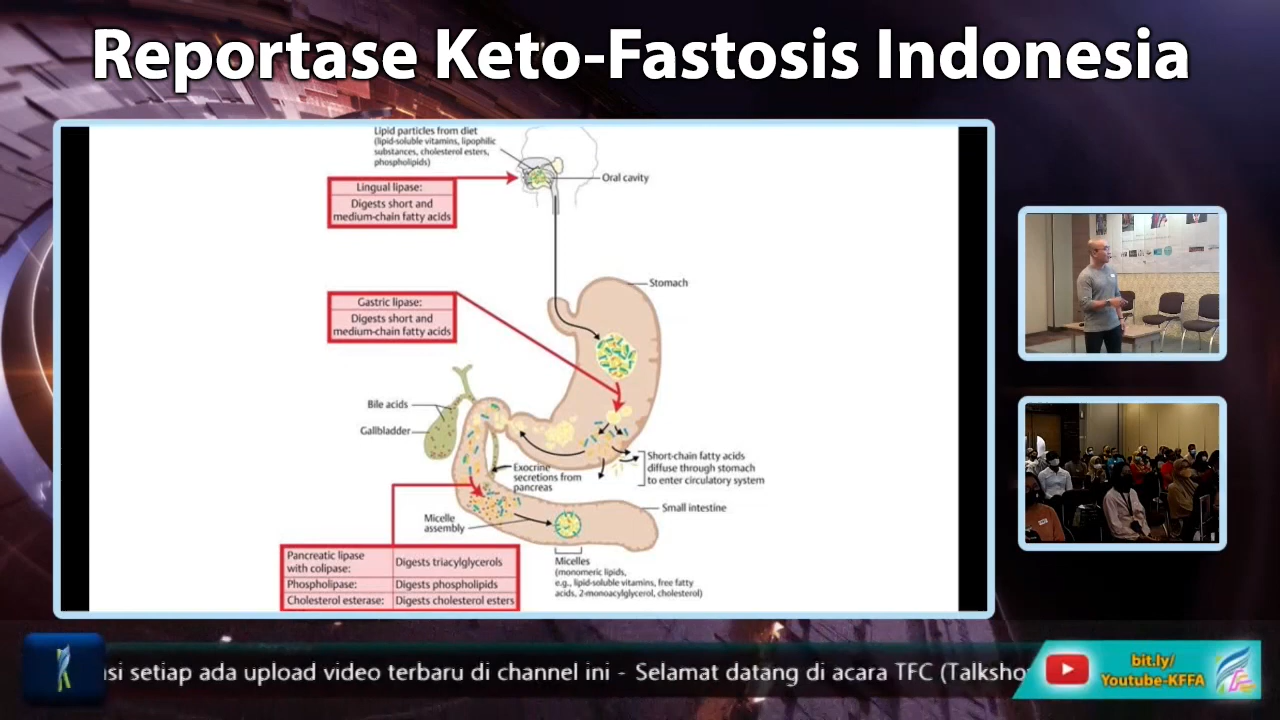 Reportase Keto-Fastosis Indonesia
Lipid particles from diet
(lipid-soluble vitamins, lipophilic
substances, cholesterol esters,
phospholipids)
Oral cavity
Lingual lipase:
Digests short and
medium-chain fatty acids
Stomach
Gastric lipase:
Digests short and
medium-chain fatty acids
Bile acids
Gallbladder
Exocrine
secretions from
pancreas
Short-chain fatty acids
diffuse through stomach
to enter circulatory system
Small intestine
Micelle
assembly
Pancreatic lipase
with colipase:
Digests triacylglycerols
Phospholipase:
Digests phospholipids
Cholesterol esterase:
Digests cholesterol esters
Micelles
(monomeric lipids,
e.g., lipid-soluble vitamins, free fatty
acids, 2-monoacylglycerol, cholesterol)
si setiap ada upload video terbaru di channel ini - Selamat datang di acara TFC (Talksho
bit.ly/
Youtube-KFFA